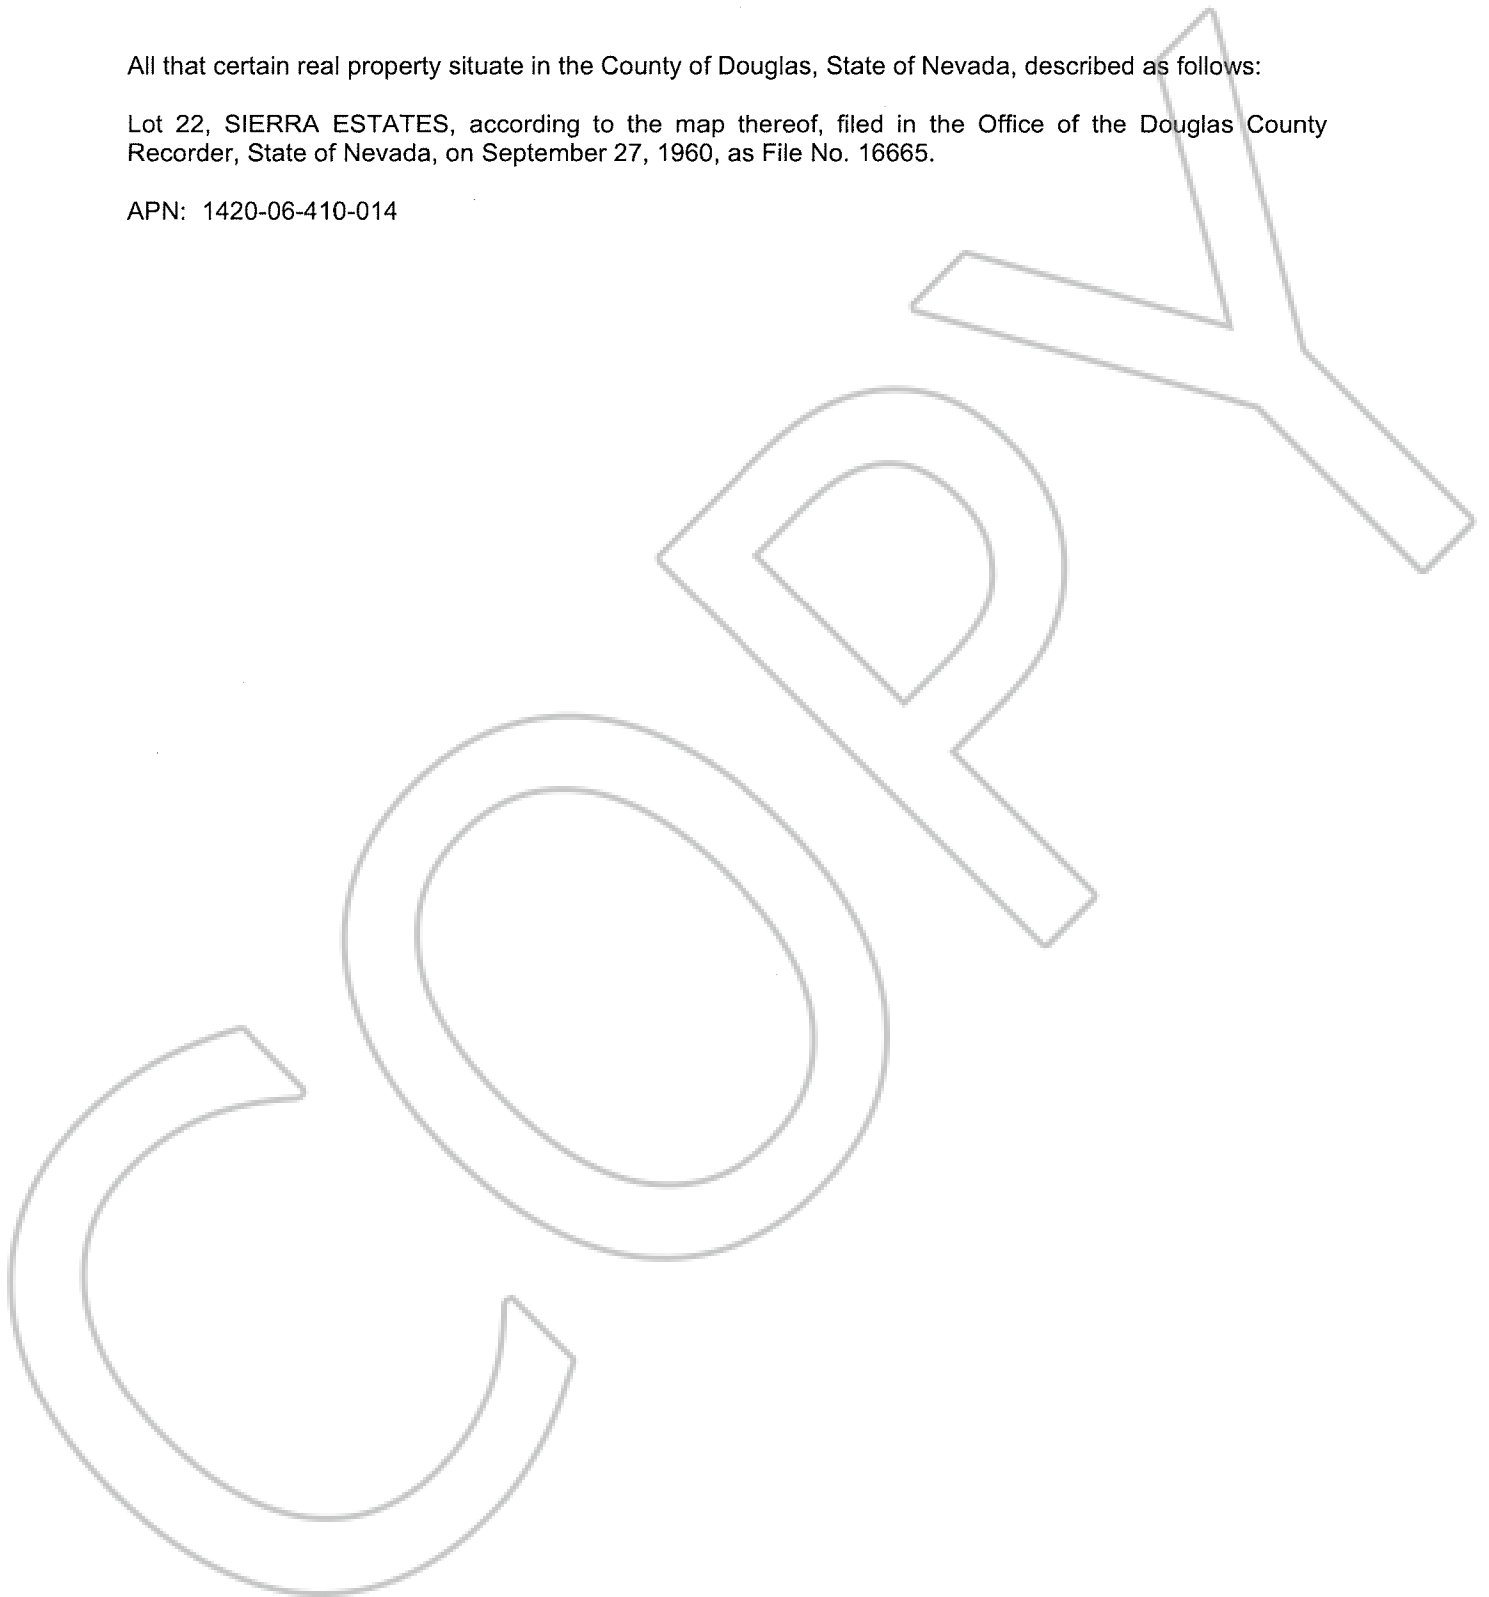 All that certain real property situate in the County of Douglas, State of Nevada, described as follows:
Lot 22, SIERRA ESTATES, according to the map thereof, filed in the Office of the Douglas County
Recorder, State of Nevada, on September 27, 1960, as File No. 16665.
APN: 1420-06-410-014
COPY